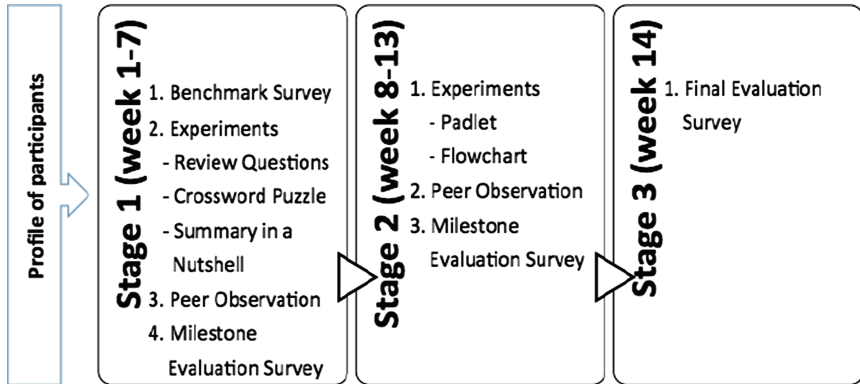 Profile of participants
Stage 1 (week 1-7)
1. Benchmark Survey
2. Experiments
- Review Questions
- Crossword Puzzle
- Summary in a
Nutshell
3. Peer Observation
4. Milestone
Evaluation Survey
Stage 2 (week 8-13)
1. Experiments
- Padlet
- Flowchart
2. Peer Observation
3. Milestone
Evaluation Survey
Stage 3 (week 14)
1. Final Evaluation
Survey